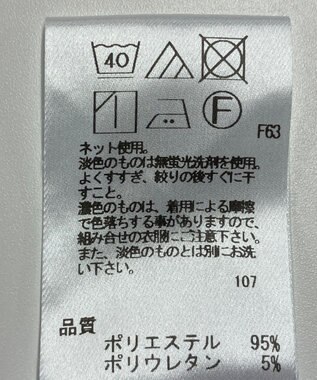 40
F
F63
ネット使用。
淡色のものは無蛍光洗剤を使用。
よくすすぎ、絞りの後すぐに干
すこと。
濃色のものは、着用による摩擦
で色落ちする事がありますので、
組み合せの衣服にご注意下さい。
また、淡色のものとは別にお洗
い下さい。
107
品質
ポリエステル 95%
ポリウレタン 5%